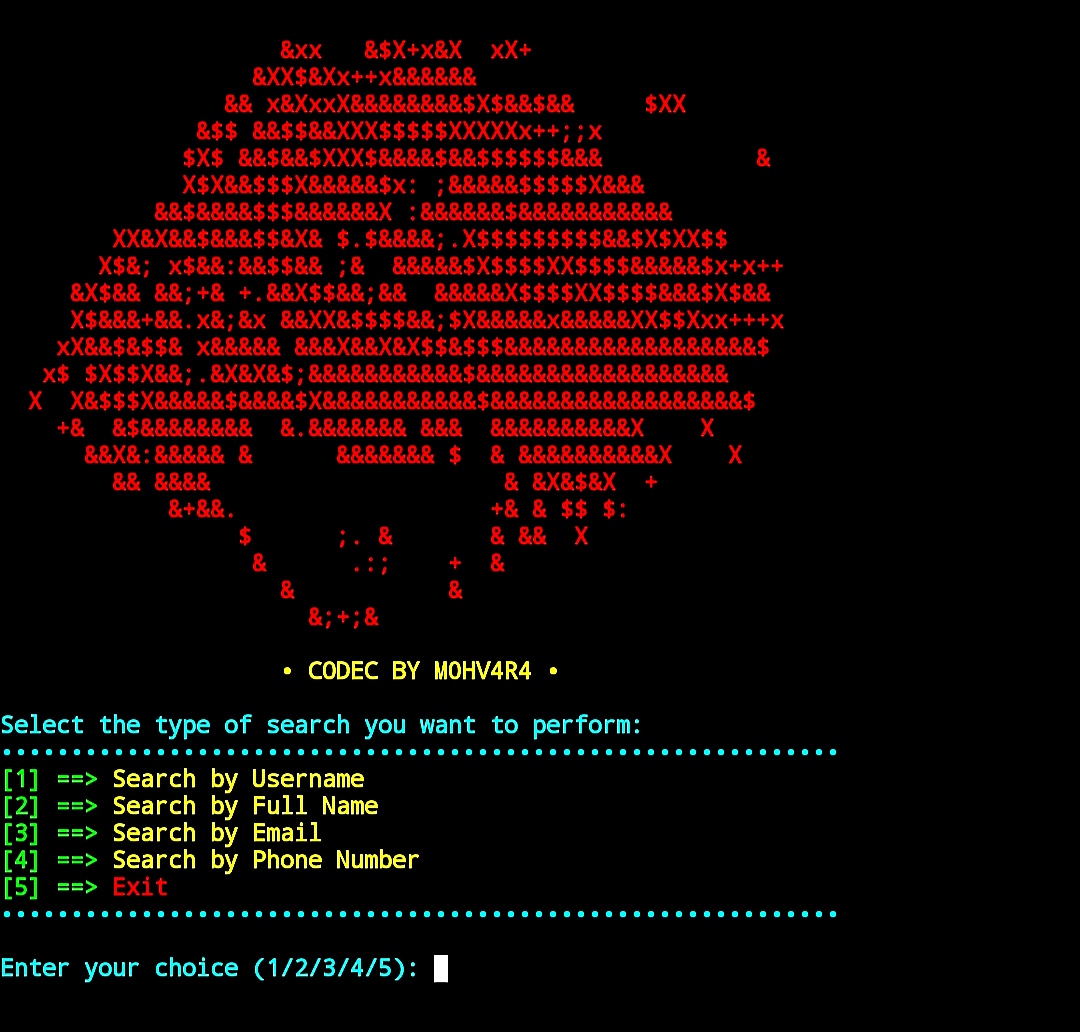 • CODEC BY M0HV4R4 •
Select the type of search you want to perform:
[1] ==> Search by Username
[2] ==> Search by Full Name
[3] ==> Search by Email
[4] ==> Search by Phone Number
[5] ==> Exit
Enter your choice (1/2/3/4/5):